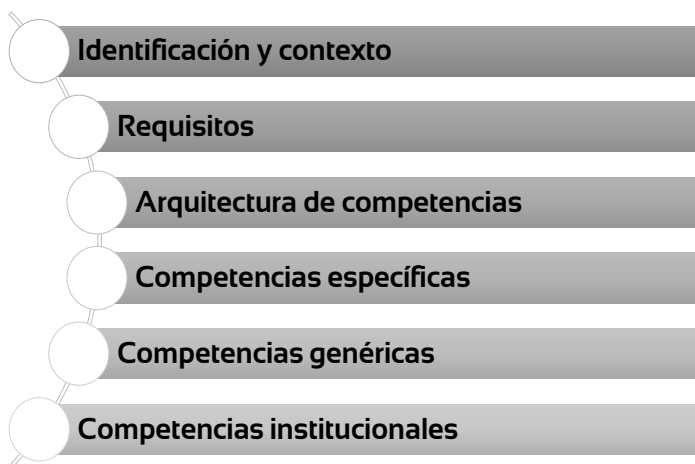 Identificación y contexto
Requisitos
Arquitectura de competencias
Competencias específicas
Competencias genéricas
Competencias institucionales